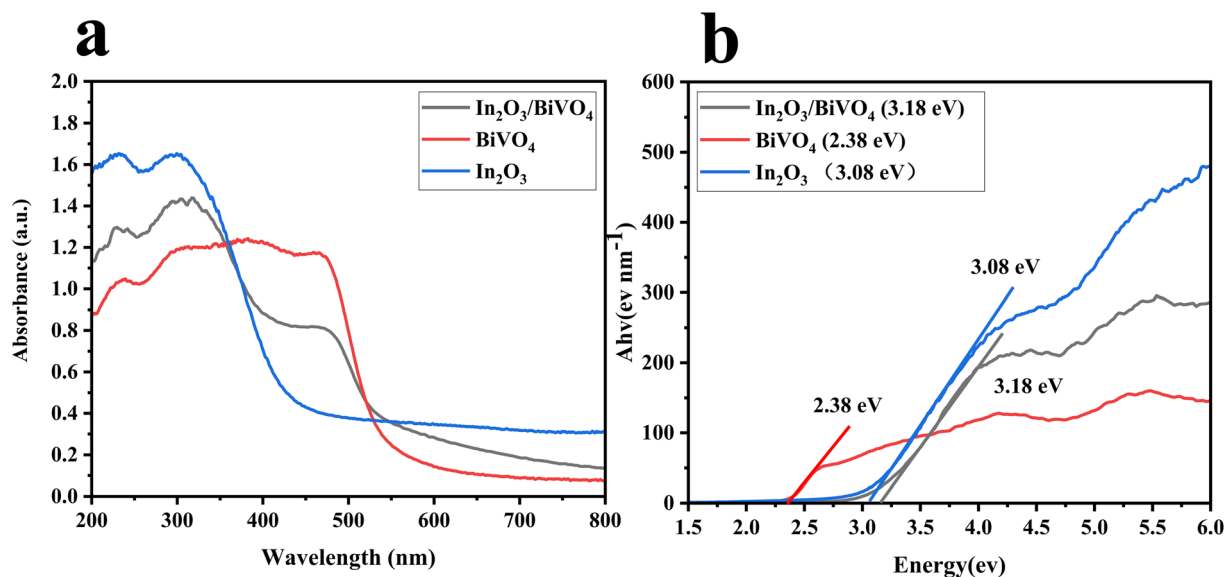 a
2.0
1.8
1.6
1.4
1.2
1.0
0.8
0.6
0.4
0.2
0.0
Absorbance (a.u.)
In₂O₃/BiVO₄
BiVO₄
In₂O₃
200 300 400 500 600 700 800
Wavelength (nm)
b
600
500
400
300
200
100
0
Ahv(ev nm⁻¹)
In₂O₃/BiVO₄ (3.18 eV)
BiVO₄ (2.38 eV)
In₂O₃ （3.08 eV）
3.08 eV
3.18 eV
2.38 eV
1.5 2.0 2.5 3.0 3.5 4.0 4.5 5.0 5.5 6.0
Energy(ev)